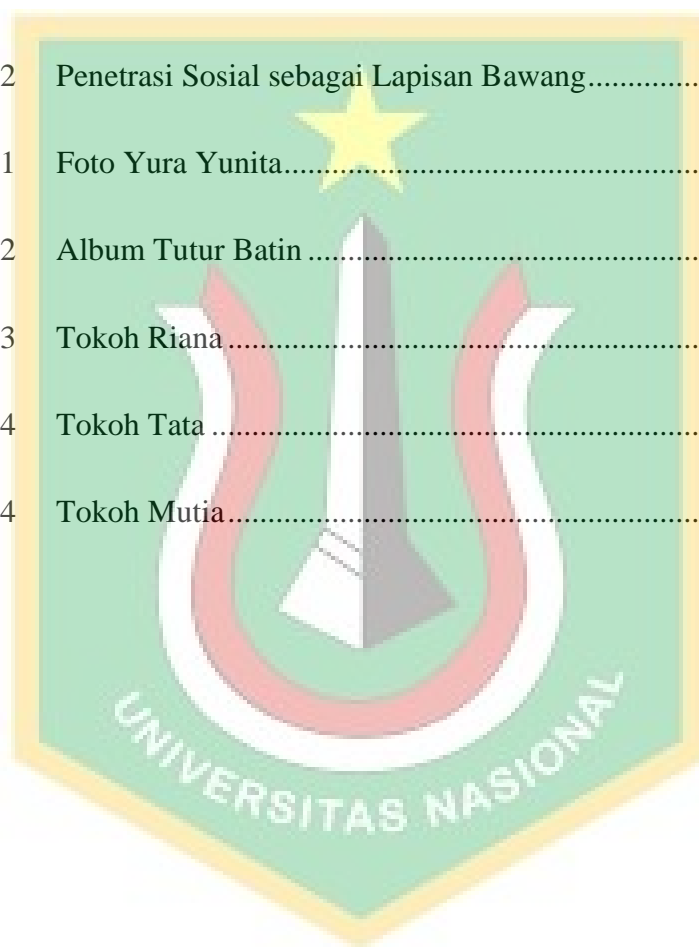 2 Penetrasi Sosial sebagai Lapisan Bawang..............
1 Foto Yura Yunita..............
2 Album Tutur Batin ..............
3 Tokoh Riana ..............
4 Tokoh Tata ..............
4 Tokoh Mutia..............
UNIVERSITAS NASIONAL